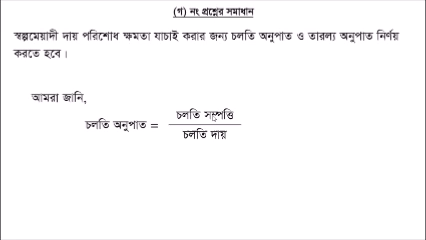 (গ) নং প্রশ্নের সমাধান
স্বল্পমেয়াদী দায় পরিশোধ ক্ষমতা যাচাই করার জন্য চলতি অনুপাত ও তারল্য অনুপাত নির্ণয়
করতে হবে।
আমরা জানি,
চলতি অনুপাত = চলতি সম্পত্তি
চলতি দায়